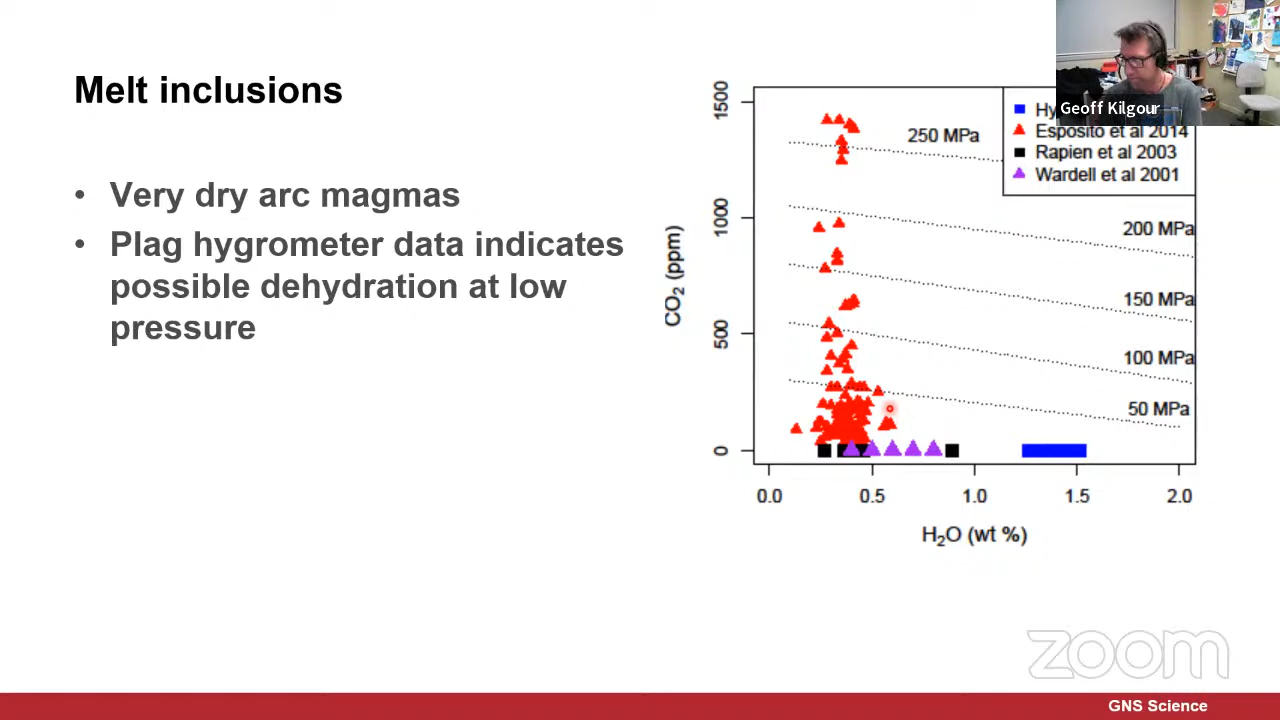 Melt inclusions
• Very dry arc magmas
• Plag hygrometer data indicates
possible dehydration at low
pressure
Geoff Kilgour
Esposito et al 2014
Rapien et al 2003
Wardell et al 2001
250 MPa
200 MPa
150 MPa
100 MPa
50 MPa
CO₂ (ppm)
1500
1000
500
0
0.0 0.5 1.0 1.5 2.0
H₂O (wt %)
zoom
GNS Science